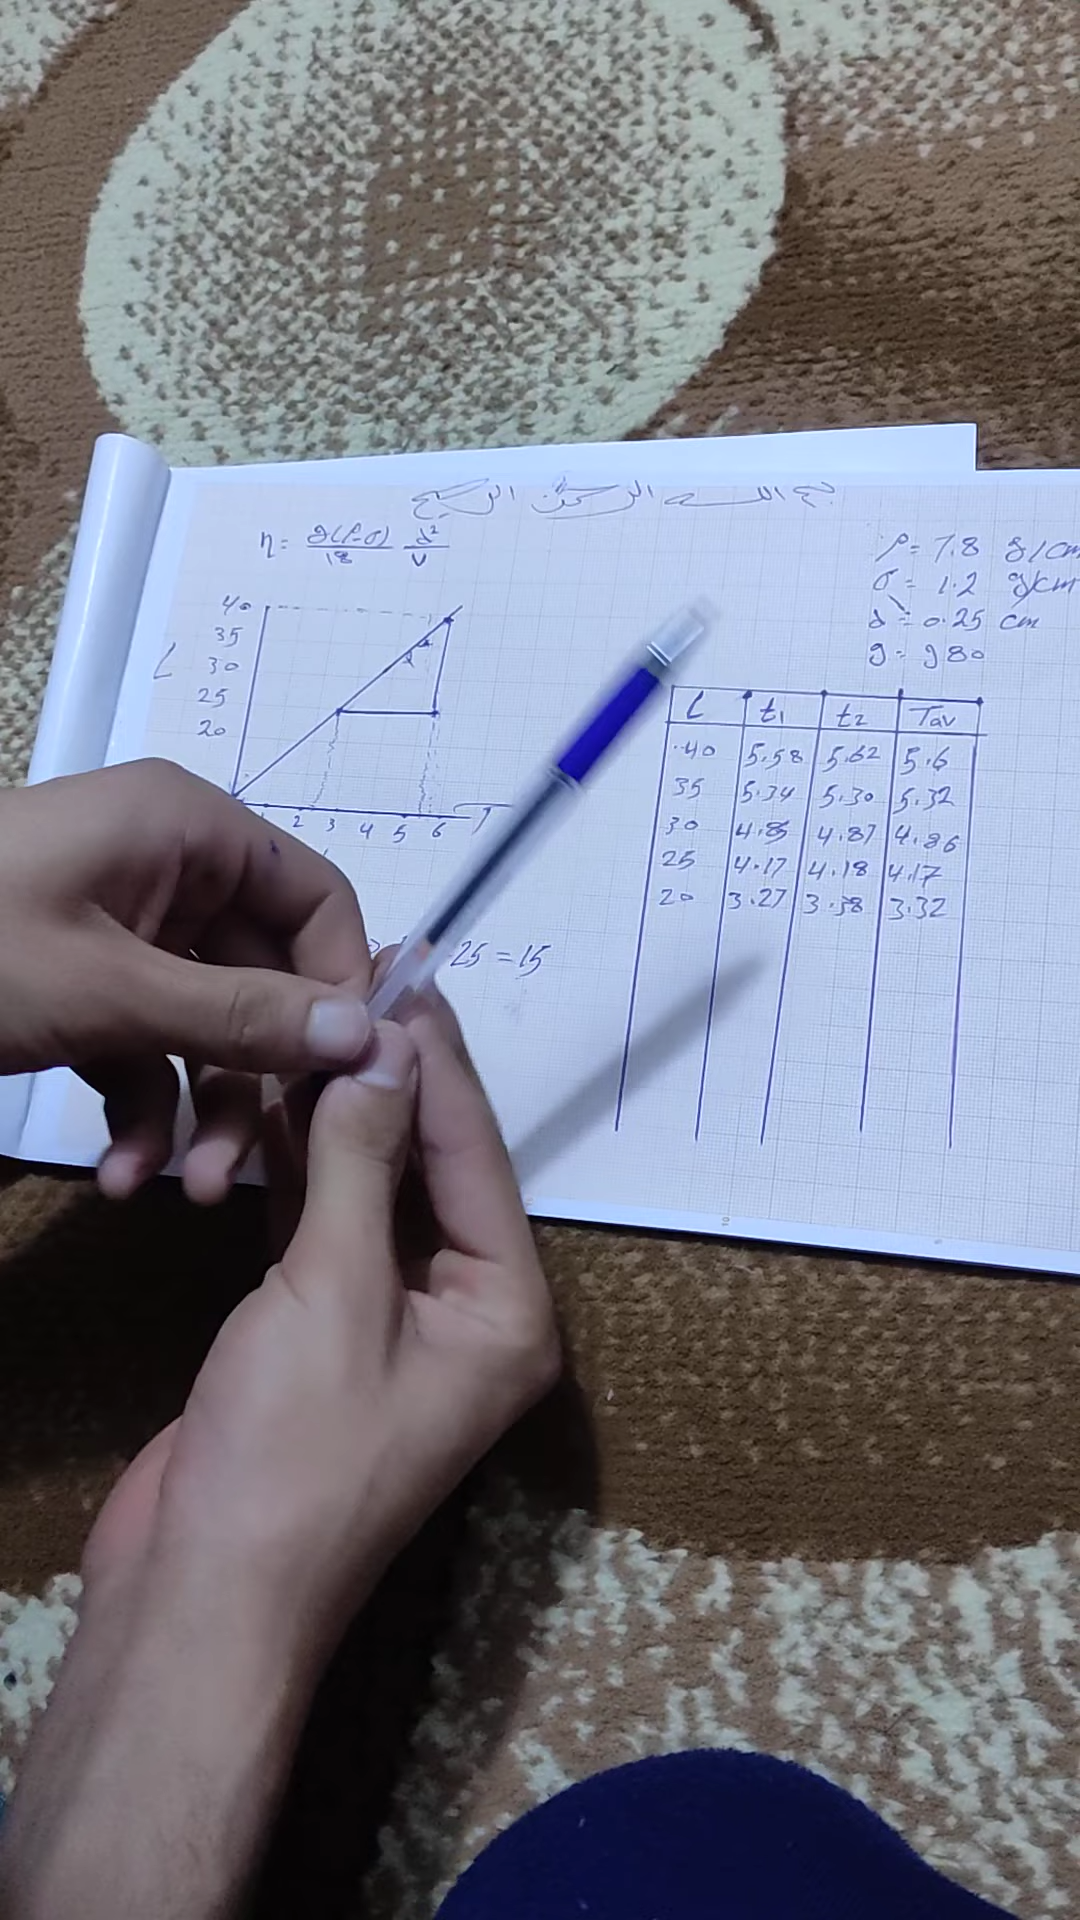 بسم الله الرحمن الرحيم
η = g(ρ-σ)/18 d²/v
ρ = 7.8 g/cm
σ = 1.2 g/cm
d = 0.25 cm
g = 980
40
35
L 30
25
20
1 2 3 4 5 6 T
25 = 15
L t1 t2 Tav
40 5.58 5.62 5.6
35 5.34 5.30 5.32
30 4.85 4.87 4.86
25 4.17 4.18 4.17
20 3.27 3.38 3.32